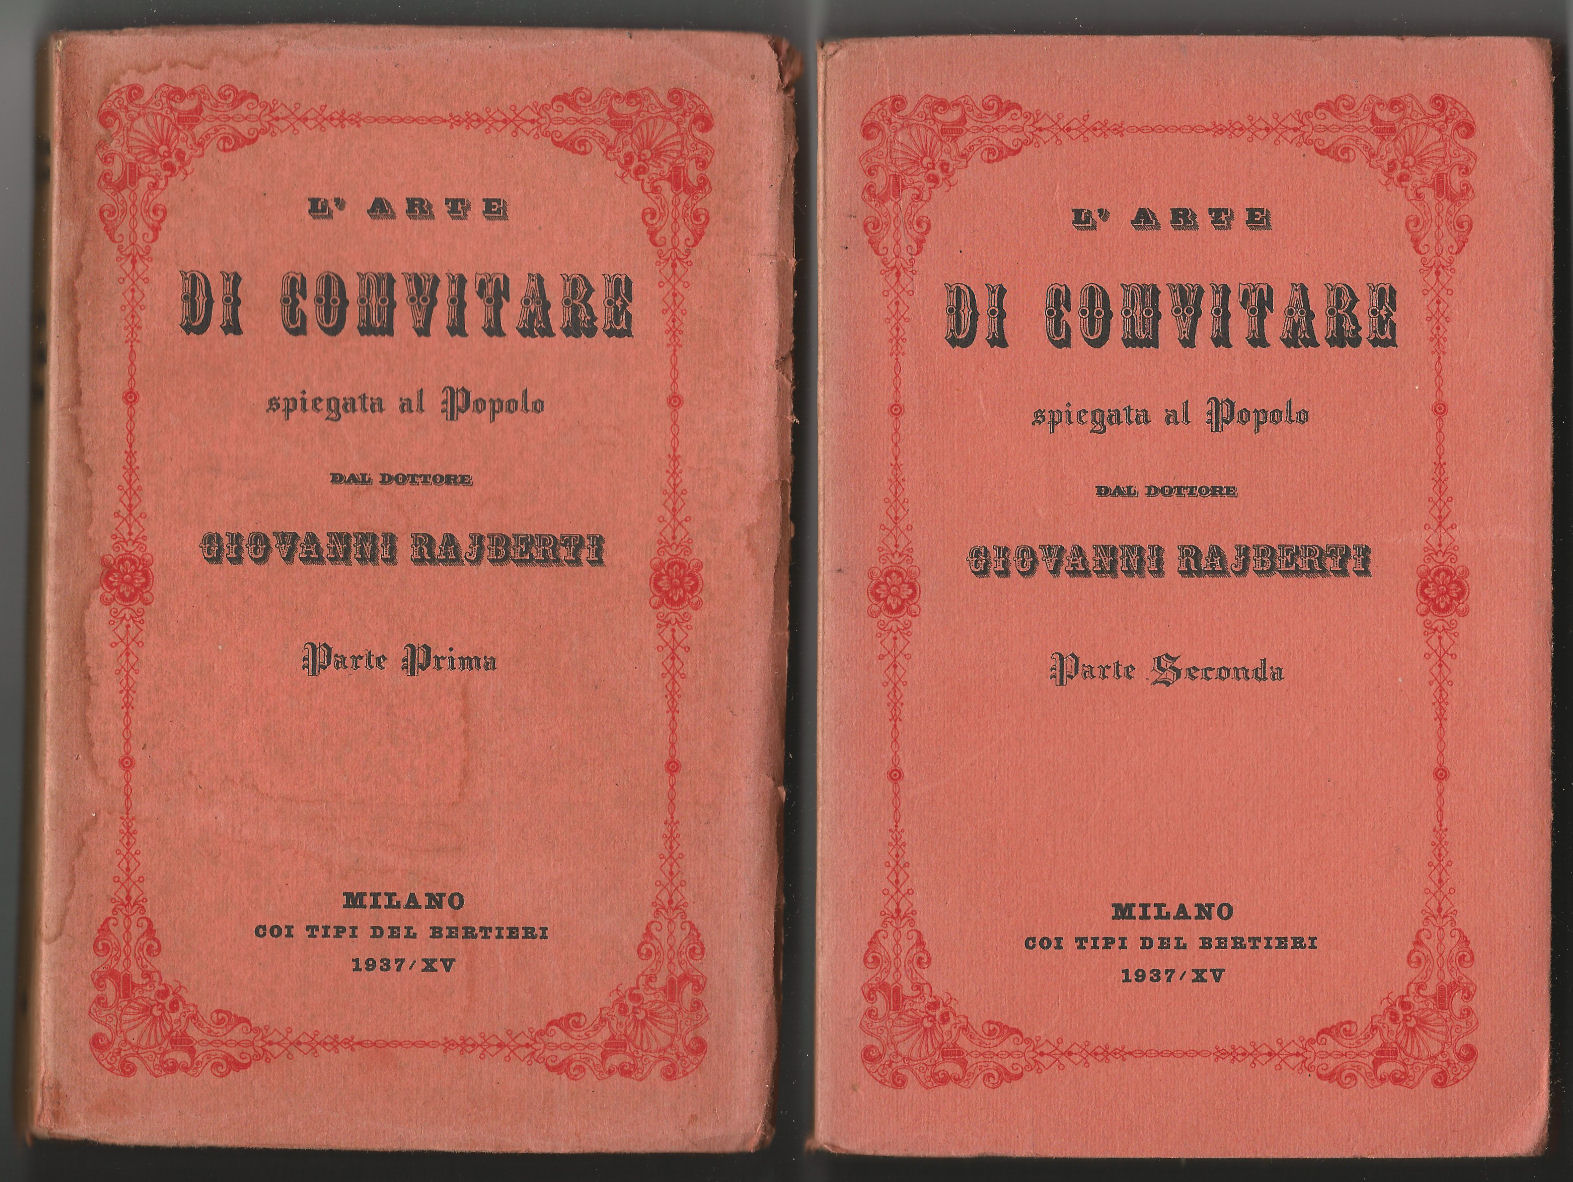 L' ARTE
DI CONVITARE
spiegata al Popolo
DAL DOTTORE
GIOVANNI RAJBERTI
Parte Prima
MILANO
COI TIPI DEL BERTIERI
1937/XV
L' ARTE
DI CONVITARE
spiegata al Popolo
DAL DOTTORE
GIOVANNI RAJBERTI
Parte Seconda
MILANO
COI TIPI DEL BERTIERI
1937/XV